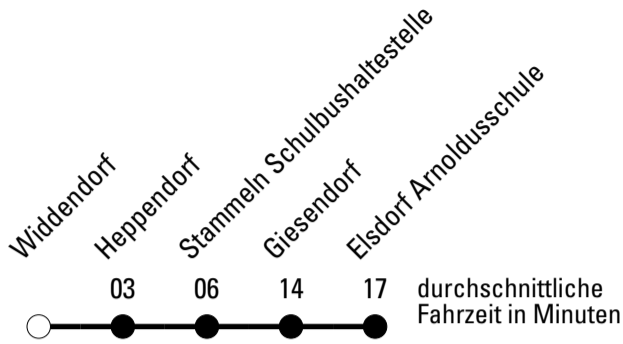 Widdendorf
Heppendorf
Stammeln Schulbushaltestelle
Giesendorf
Elsdorf Arnoldusschule
03 06 14 17
durchschnittliche
Fahrzeit in Minuten